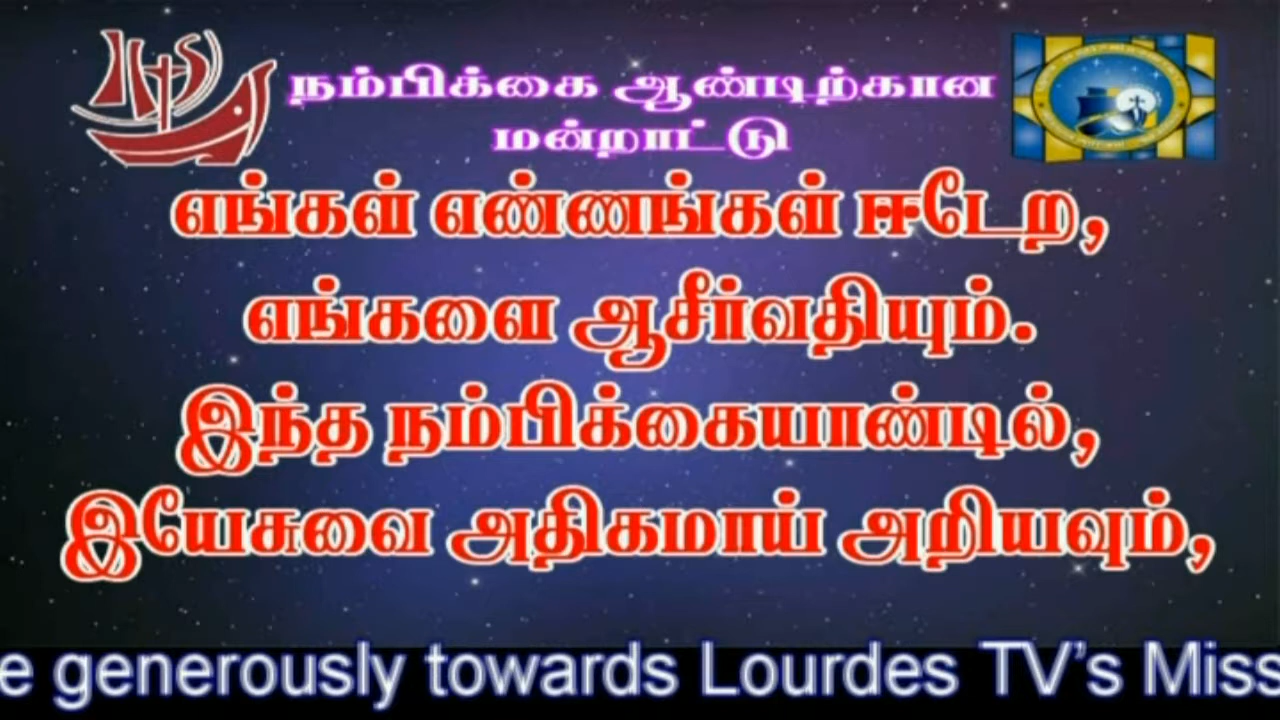 நம்பிக்கை ஆண்டிற்கான
மன்றாட்டு
எங்கள் எண்ணங்கள் ஈடேற,
எங்களை ஆசீர்வதியும்.
இந்த நம்பிக்கையாண்டில்,
இயேசுவை அதிகமாய் அறியவும்,
e generously towards Lourdes TV's Miss